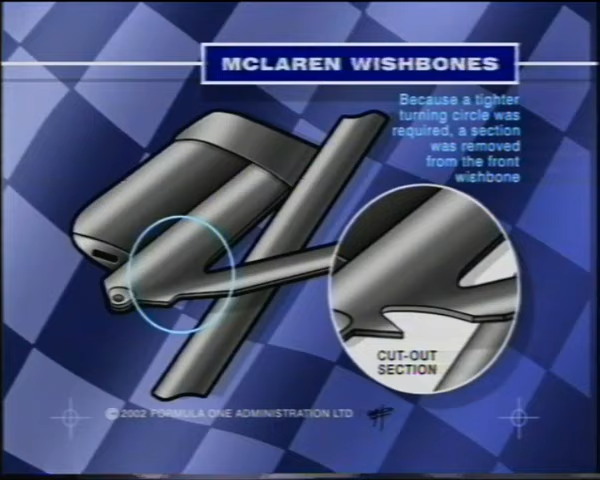 MCLAREN WISHBONES
Because a tighter
turning circle was
required, a section
was removed
from the front
wishbone
CUT-OUT
SECTION
©2002 FORMULA ONE ADMINISTRATION LTD